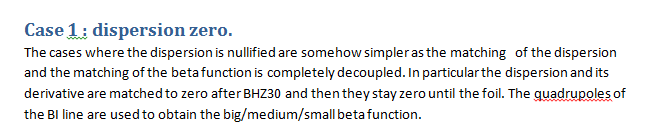 Case 1 : dispersion zero.
The cases where the dispersion is nullified are somehow simpler as the matching  of the dispersion
and the matching of the beta function is completely decoupled. In particular the dispersion and its
derivative are matched to zero after BHZ30 and then they stay zero until the foil. The quadrupoles of
the BI line are used to obtain the big/medium/small beta function.